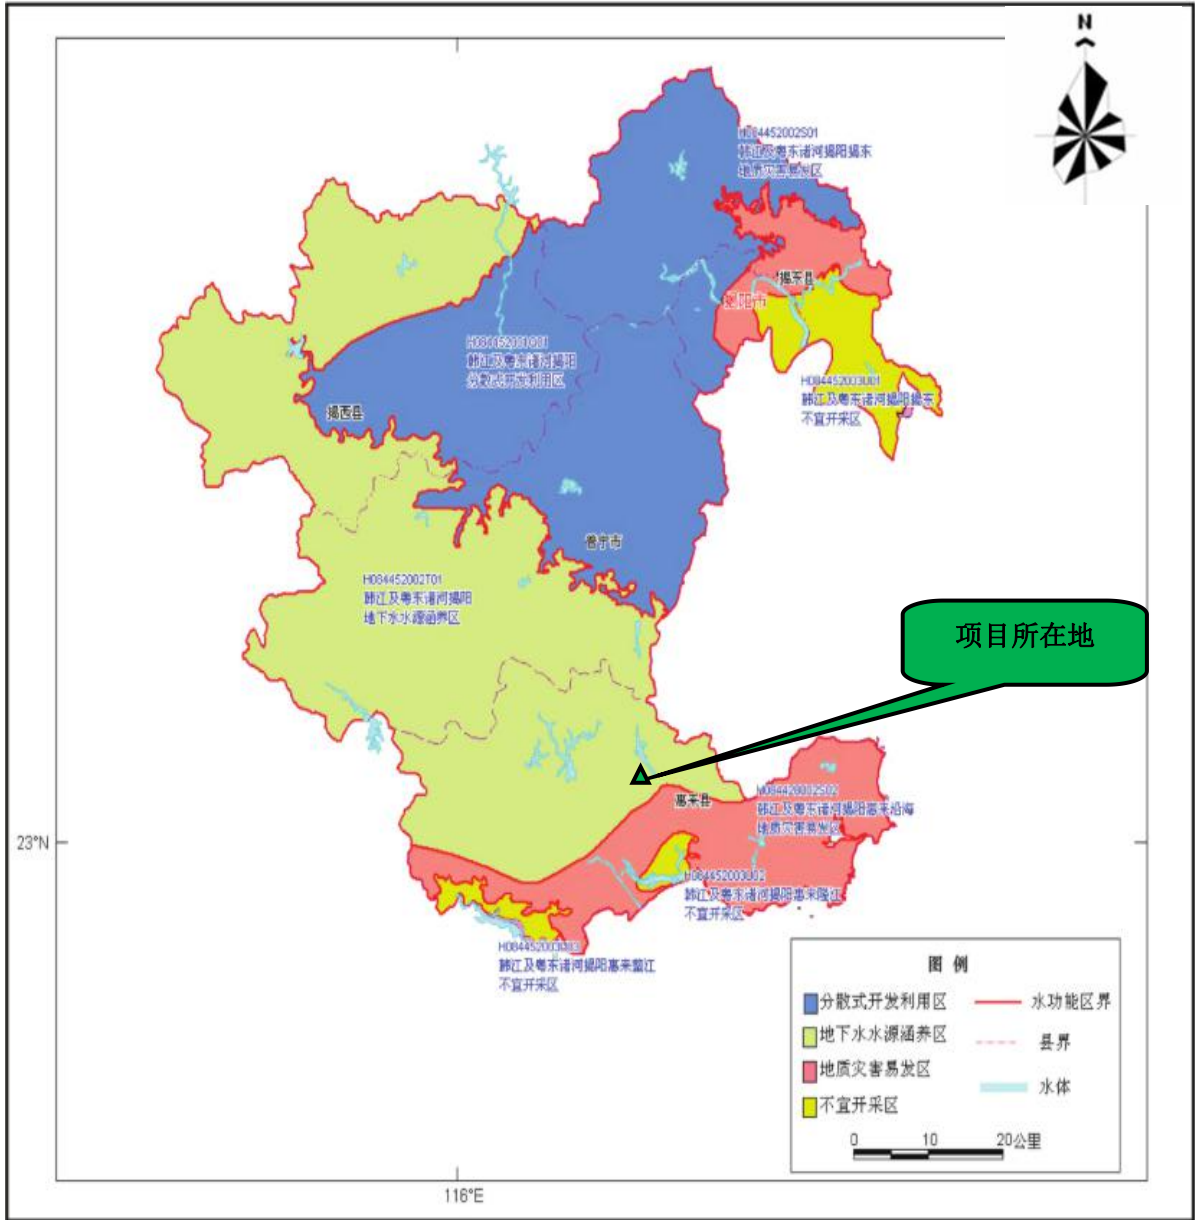 N
H084452002S01
韩江及粤东诸河揭阳揭东
地质灾害易发区
揭东县
揭阳市
H084452001Q01
韩江及粤东诸河揭阳
分散式开发利用区
H084452003U01
韩江及粤东诸河揭阳揭东
不宜开采区
揭西县
普宁市
H084452002T01
韩江及粤东诸河揭阳
地下水水源涵养区
项目所在地
惠来县
H084420002S02
韩江及粤东诸河揭阳惠来沿海
地质灾害易发区
23°N
H084452003U02
韩江及粤东诸河揭阳惠来隆江
不宜开采区
韩江及粤东诸河揭阳惠来鳌江
不宜开采区
图 例
分散式开发利用区
水功能区界
地下水水源涵养区
县界
地质灾害易发区
水体
不宜开采区
0 10 20公里
116°E